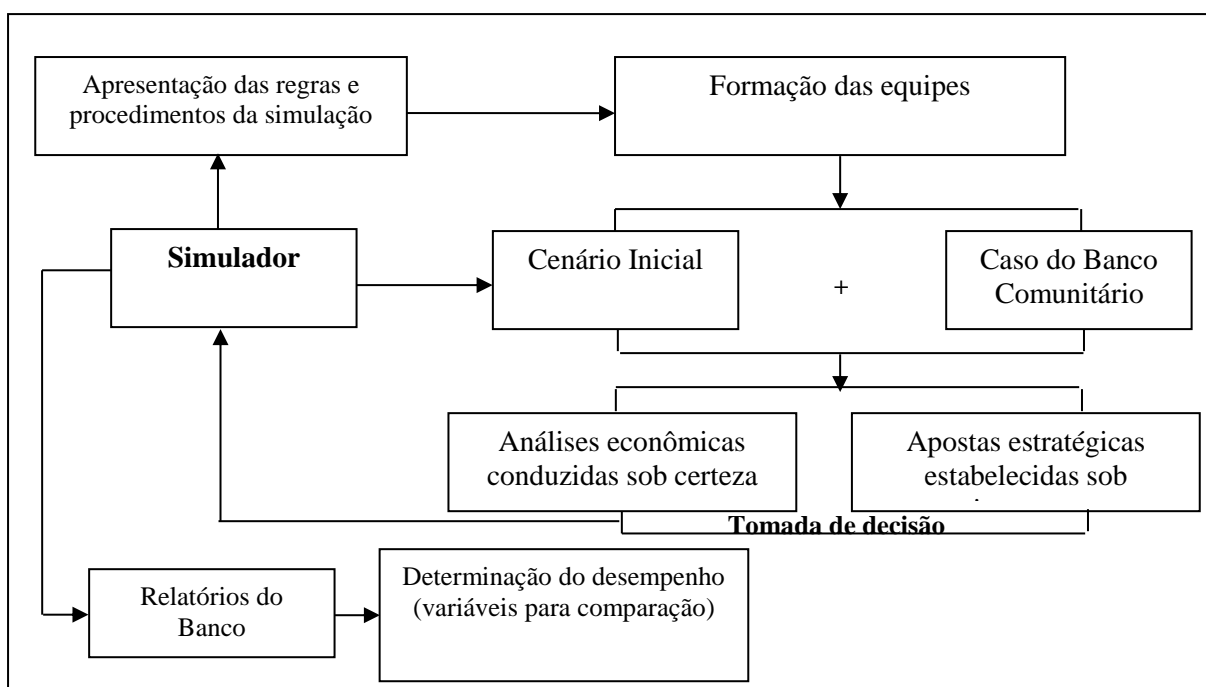 Apresentação das regras e
procedimentos da simulação
Formação das equipes
Simulador
Cenário Inicial
+
Caso do Banco
Comunitário
Análises econômicas
conduzidas sob certeza
Apostas estratégicas
estabelecidas sob
Tomada de decisão
Relatórios do
Banco
Determinação do desempenho
(variáveis para comparação)